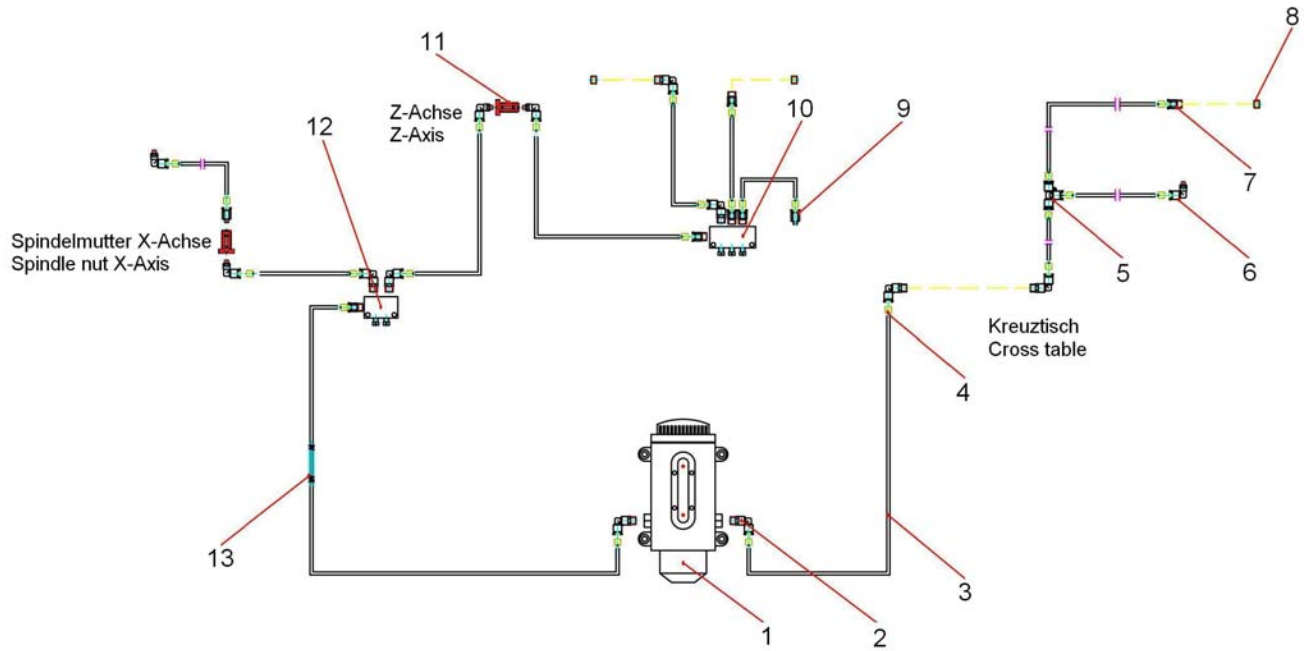 8
11
Z-Achse
Z-Axis
12
10
9
7
Spindelmutter X-Achse
Spindle nut X-Axis
5
6
Kreuztisch
Cross table
4
13
3
1
2